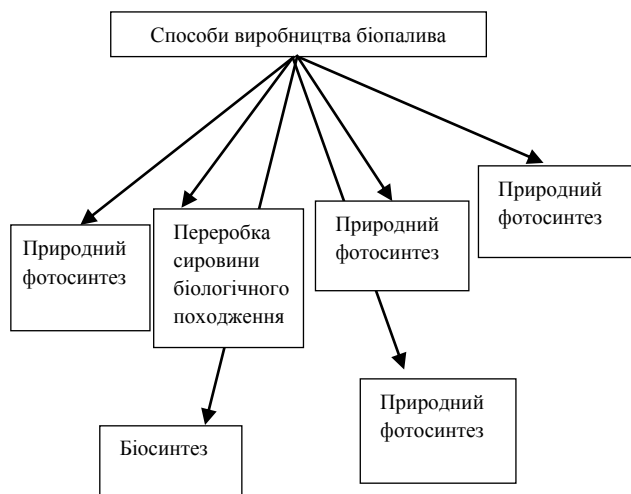 Способи виробництва біопалива
Природний
фотосинтез
Переробка
сировини
біологічного
походження
Природний
фотосинтез
Природний
фотосинтез
Біосинтез
Природний
фотосинтез